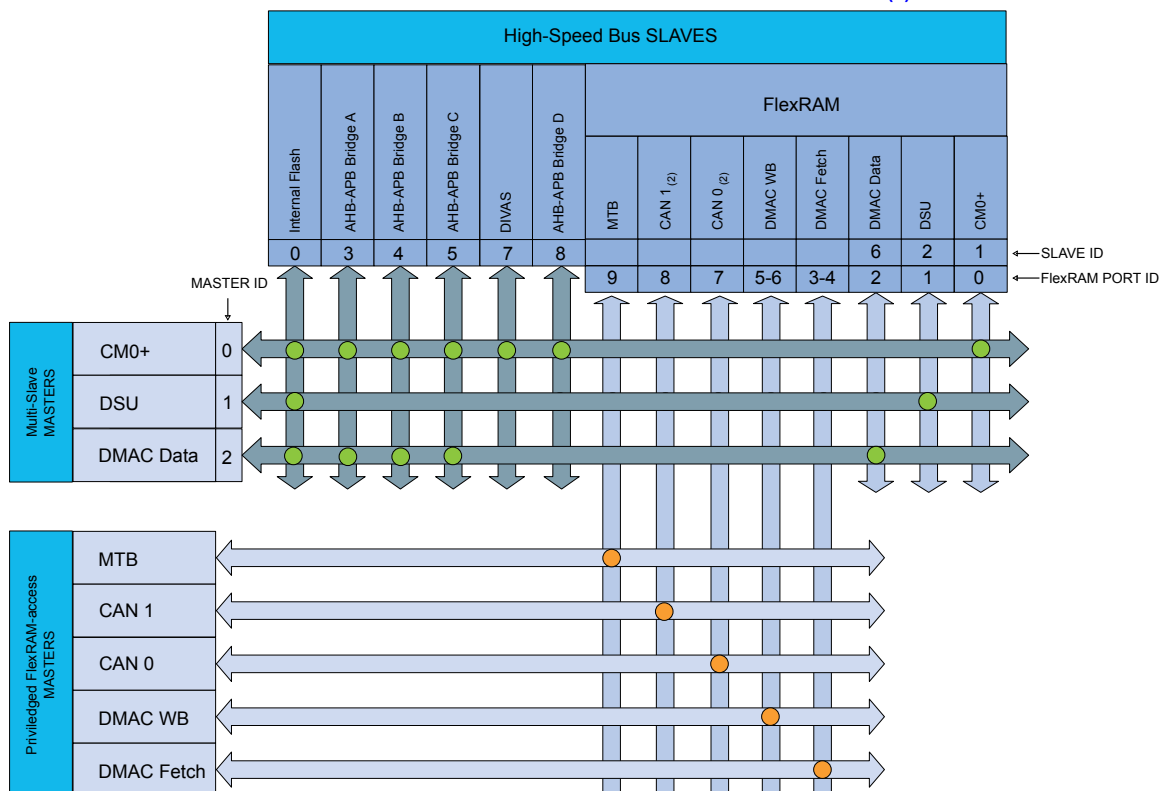 (1)
High-Speed Bus SLAVES
FlexRAM
Internal Flash
AHB-APB Bridge A
AHB-APB Bridge B
AHB-APB Bridge C
DIVAS
AHB-APB Bridge D
MTB
CAN 1 (2)
CAN 0 (2)
DMAC WB
DMAC Fetch
DMAC Data
DSU
CM0+
0 3 4 5 7 8 6 2 1 SLAVE ID
9 8 7 5-6 3-4 2 1 0 FlexRAM PORT ID
MASTER ID
Multi-Slave
MASTERS
CM0+ 0
DSU 1
DMAC Data 2
Priviledged FlexRAM-access
MASTERS
MTB
CAN 1
CAN 0
DMAC WB
DMAC Fetch